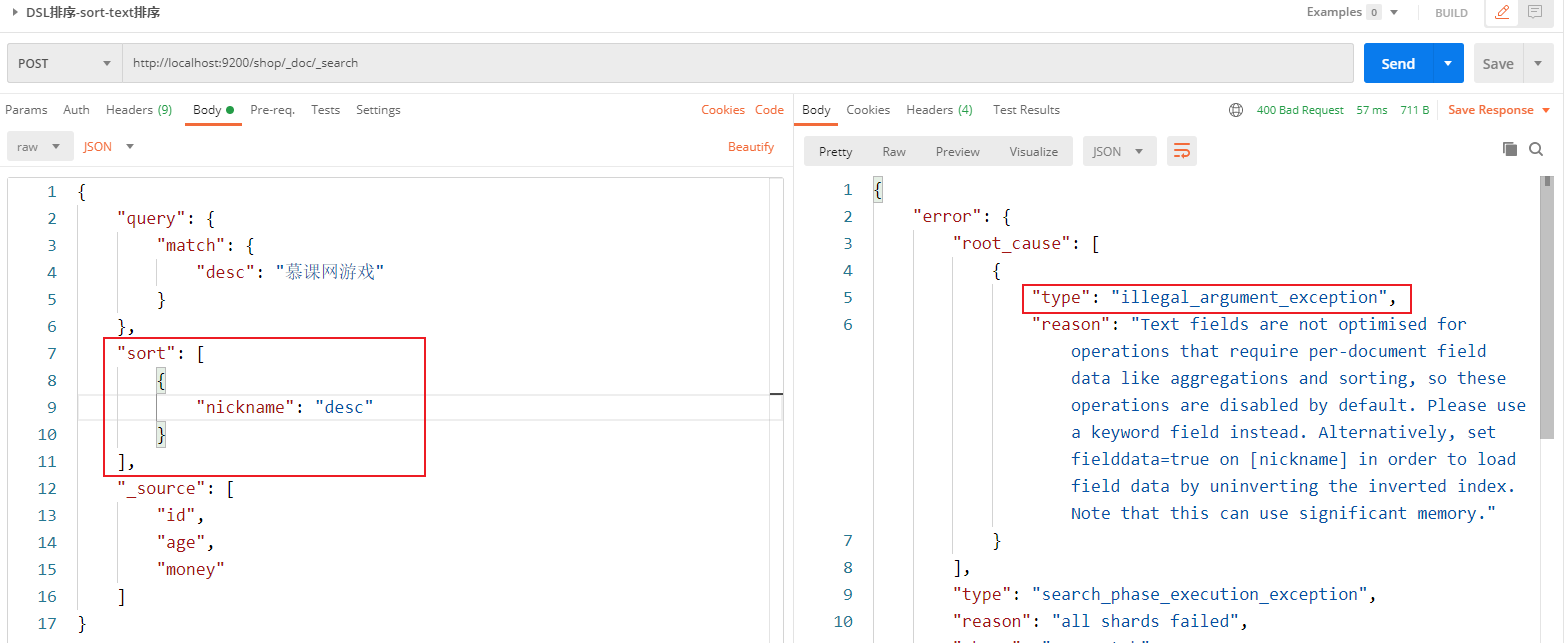 DSL排序-sort-text排序
Examples 0
BUILD
POST
http://localhost:9200/shop/_doc/_search
Send
Save
Params Auth Headers (9) Body Pre-req. Tests Settings Cookies Code
raw JSON Beautify
1 {
2 "query": {
3 "match": {
4 "desc": "慕课网游戏"
5 }
6 },
7 "sort": [
8 {
9 "nickname": "desc"
10 }
11 ],
12 "_source": [
13 "id",
14 "age",
15 "money"
16 ]
17 }
Body Cookies Headers (4) Test Results 400 Bad Request 57 ms 711 B Save Response
Pretty Raw Preview Visualize JSON
1 {
2 "error": {
3 "root_cause": [
4 {
5 "type": "illegal_argument_exception",
6 "reason": "Text fields are not optimised for
operations that require per-document field
data like aggregations and sorting, so these
operations are disabled by default. Please use
a keyword field instead. Alternatively, set
fielddata=true on [nickname] in order to load
field data by uninverting the inverted index.
Note that this can use significant memory."
7 }
8 ],
9 "type": "search_phase_execution_exception",
10 "reason": "all shards failed",